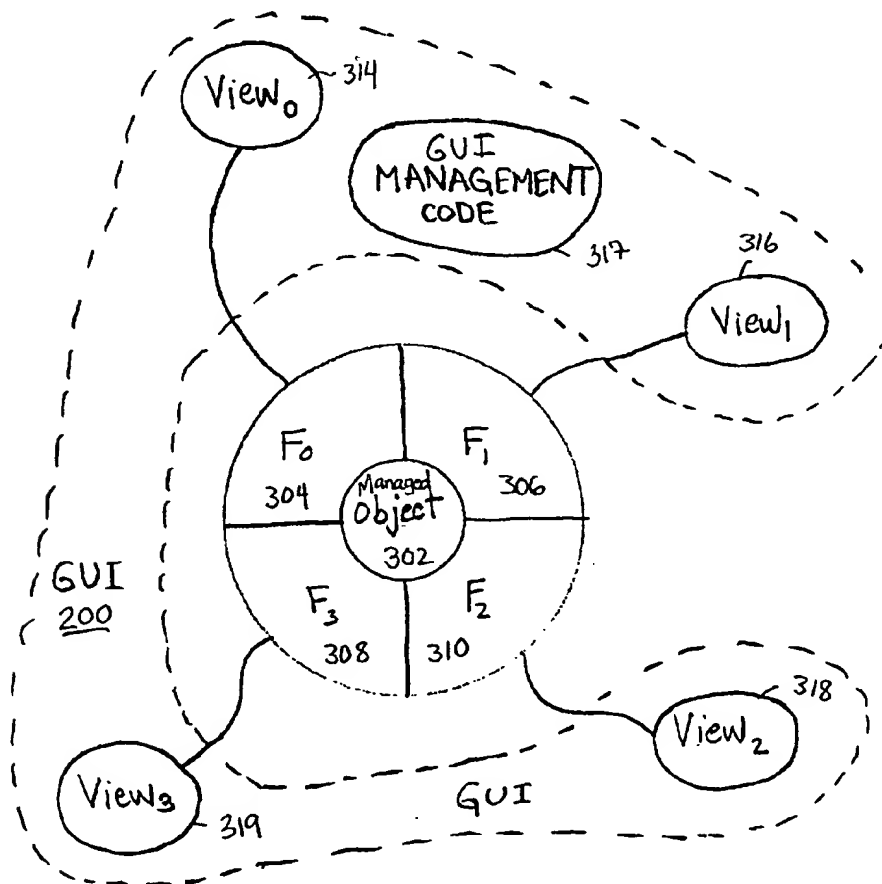 View₀
314
GUI
MANAGEMENT
CODE
317
316
View₁
F₀
304
F₁
306
Managed
Object
302
GUI
200
F₃
308
F₂
310
318
View₂
View₃
319
GUI